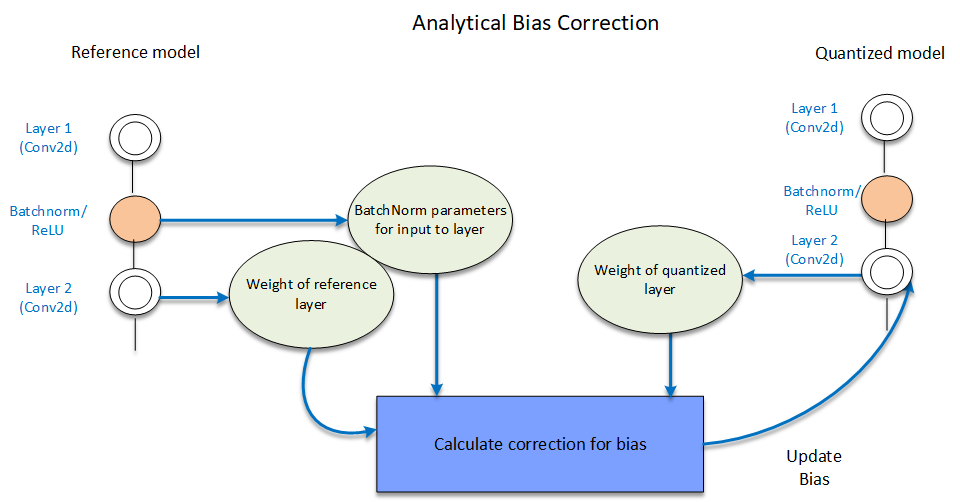 Analytical Bias Correction
Reference model
Quantized model
Layer 1
(Conv2d)
Batchnorm/
ReLU
Layer 2
(Conv2d)
BatchNorm parameters
for input to layer
Weight of reference
layer
Weight of quantized
layer
Layer 1
(Conv2d)
Batchnorm/
ReLU
Layer 2
(Conv2d)
Calculate correction for bias
Update
Bias